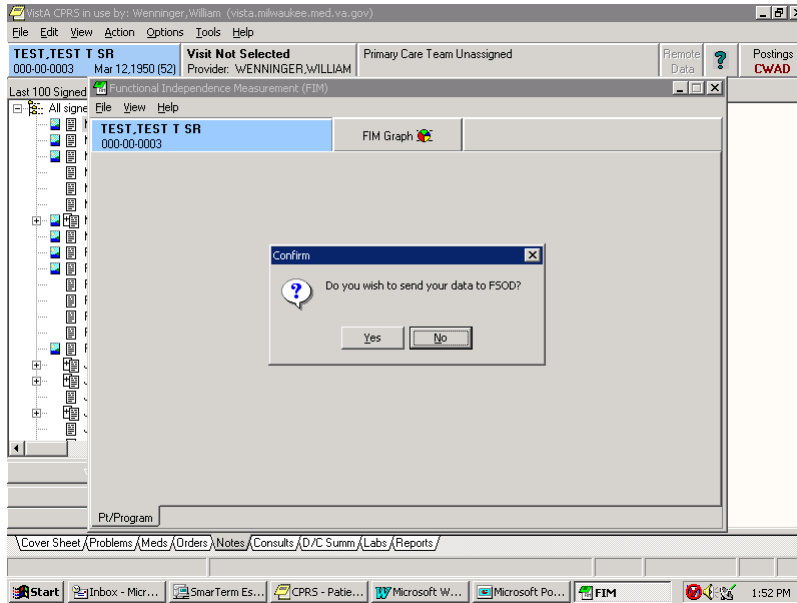 VistA CPRS in use by: Wenninger,William (vista.milwaukee.med.va.gov)
File Edit View Action Options Tools Help
TEST,TEST T SR
000-00-0003 Mar 12,1950 (52)
Visit Not Selected
Provider: WENNINGER,WILLIAM
Primary Care Team Unassigned
Remote
Data
?
Postings
CWAD
Last 100 Signed
All signe
Functional Independence Measurement (FIM)
File View Help
TEST,TEST T SR
000-00-0003
FIM Graph
Confirm
Do you wish to send your data to FSOD?
Yes No
Pt/Program
Cover Sheet Problems Meds Orders Notes Consults D/C Summ Labs Reports
Start Inbox - Micr... SmarTerm Es... CPRS - Patie... Microsoft W... Microsoft Po... FIM 1:52 PM